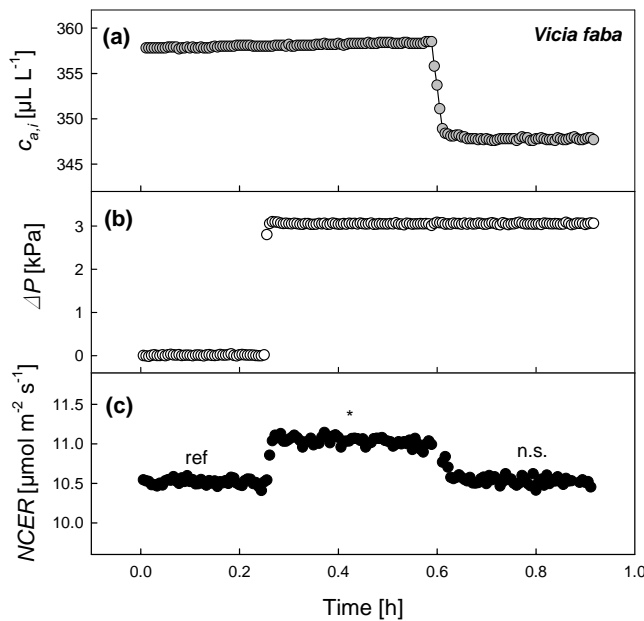 (a)
Vicia faba
360
355
350
345
c_{a,i} [µL L⁻¹]
(b)
3
2
1
0
ΔP [kPa]
(c)
*
ref
n.s.
11.5
11.0
10.5
10.0
NCER [µmol m⁻² s⁻¹]
0.0 0.2 0.4 0.6 0.8 1.0
Time [h]